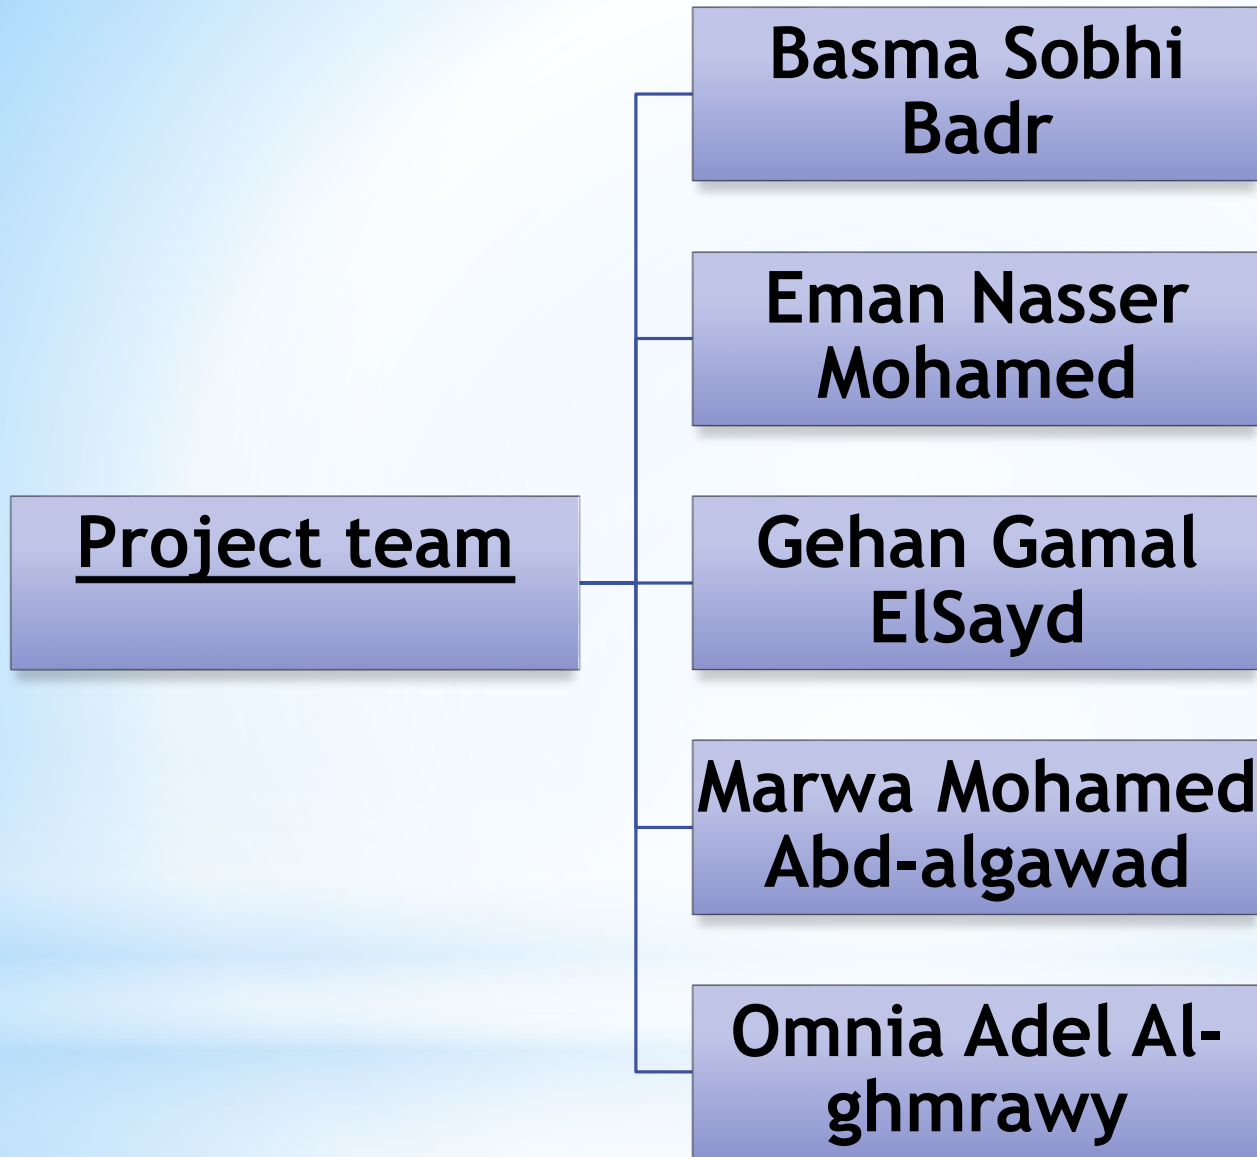 Project team
Basma Sobhi
Badr
Eman Nasser
Mohamed
Gehan Gamal
ElSayd
Marwa Mohamed
Abd-algawad
Omnia Adel Al-
ghmrawy